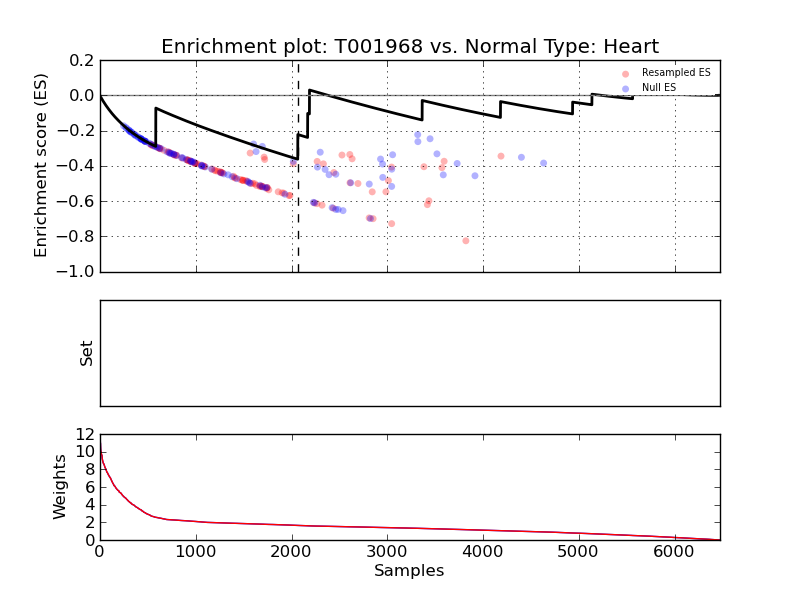 Enrichment plot: T001968 vs. Normal Type: Heart
Enrichment score (ES)
0.2
0.0
−0.2
−0.4
−0.6
−0.8
−1.0
Resampled ES
Null ES
Set
Weights
12
10
8
6
4
2
0
0 1000 2000 3000 4000 5000 6000
Samples